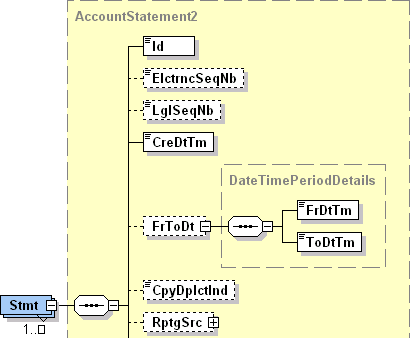 AccountStatement2
Id
ElctrncSeqNb
LglSeqNb
CreDtTm
DateTimePeriodDetails
FrDtTm
FrToDt
ToDtTm
CpyDplctInd
Stmt
RptgSrc
1..